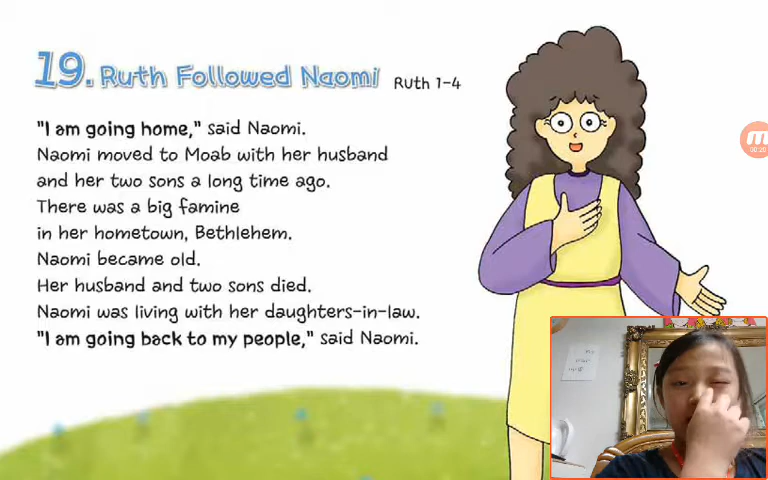 19. Ruth Followed Naomi Ruth 1-4
"I am going home," said Naomi.
Naomi moved to Moab with her husband
and her two sons a long time ago.
There was a big famine
in her hometown, Bethlehem.
Naomi became old.
Her husband and two sons died.
Naomi was living with her daughters-in-law.
"I am going back to my people," said Naomi.